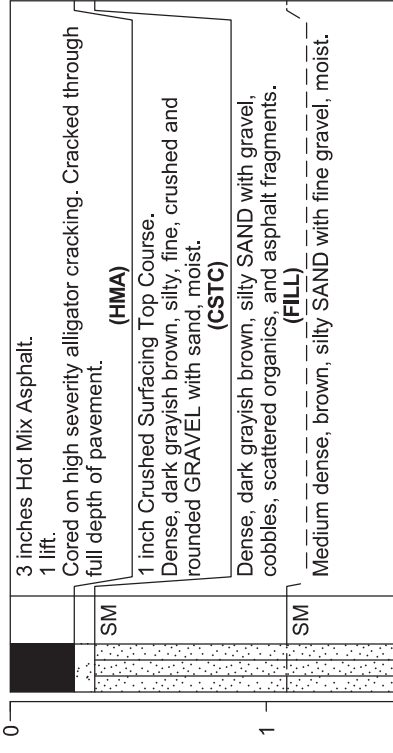 0
1
SM
SM
3 inches Hot Mix Asphalt.
1 lift.
Cored on high severity alligator cracking. Cracked through
full depth of pavement.
(HMA)
1 inch Crushed Surfacing Top Course.
Dense, dark grayish brown, silty, fine, crushed and
rounded GRAVEL with sand, moist.
(CSTC)
Dense, dark grayish brown, silty SAND with gravel,
cobbles, scattered organics, and asphalt fragments.
(FILL)
Medium dense, brown, silty SAND with fine gravel, moist.